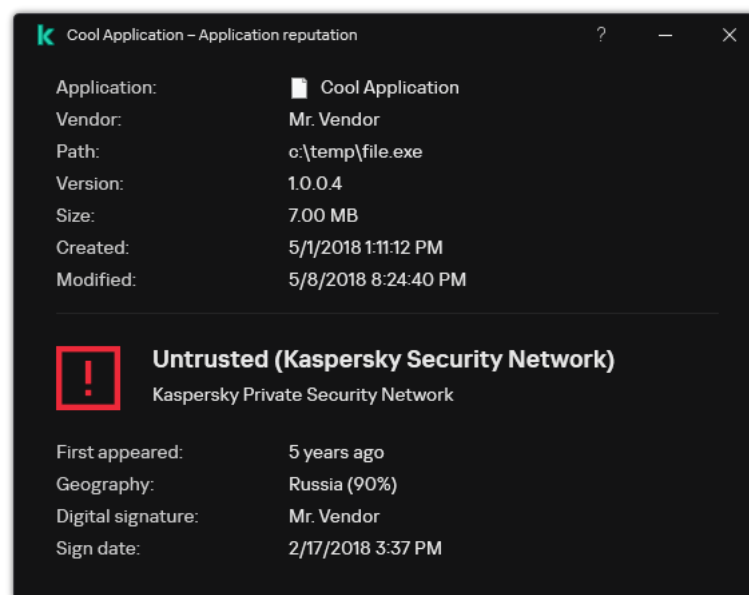 Cool Application – Application reputation ?
Application: Cool Application
Vendor: Mr. Vendor
Path: c:\temp\file.exe
Version: 1.0.0.4
Size: 7.00 MB
Created: 5/1/2018 1:11:12 PM
Modified: 5/8/2018 8:24:40 PM
Untrusted (Kaspersky Security Network)
Kaspersky Private Security Network
First appeared: 5 years ago
Geography: Russia (90%)
Digital signature: Mr. Vendor
Sign date: 2/17/2018 3:37 PM